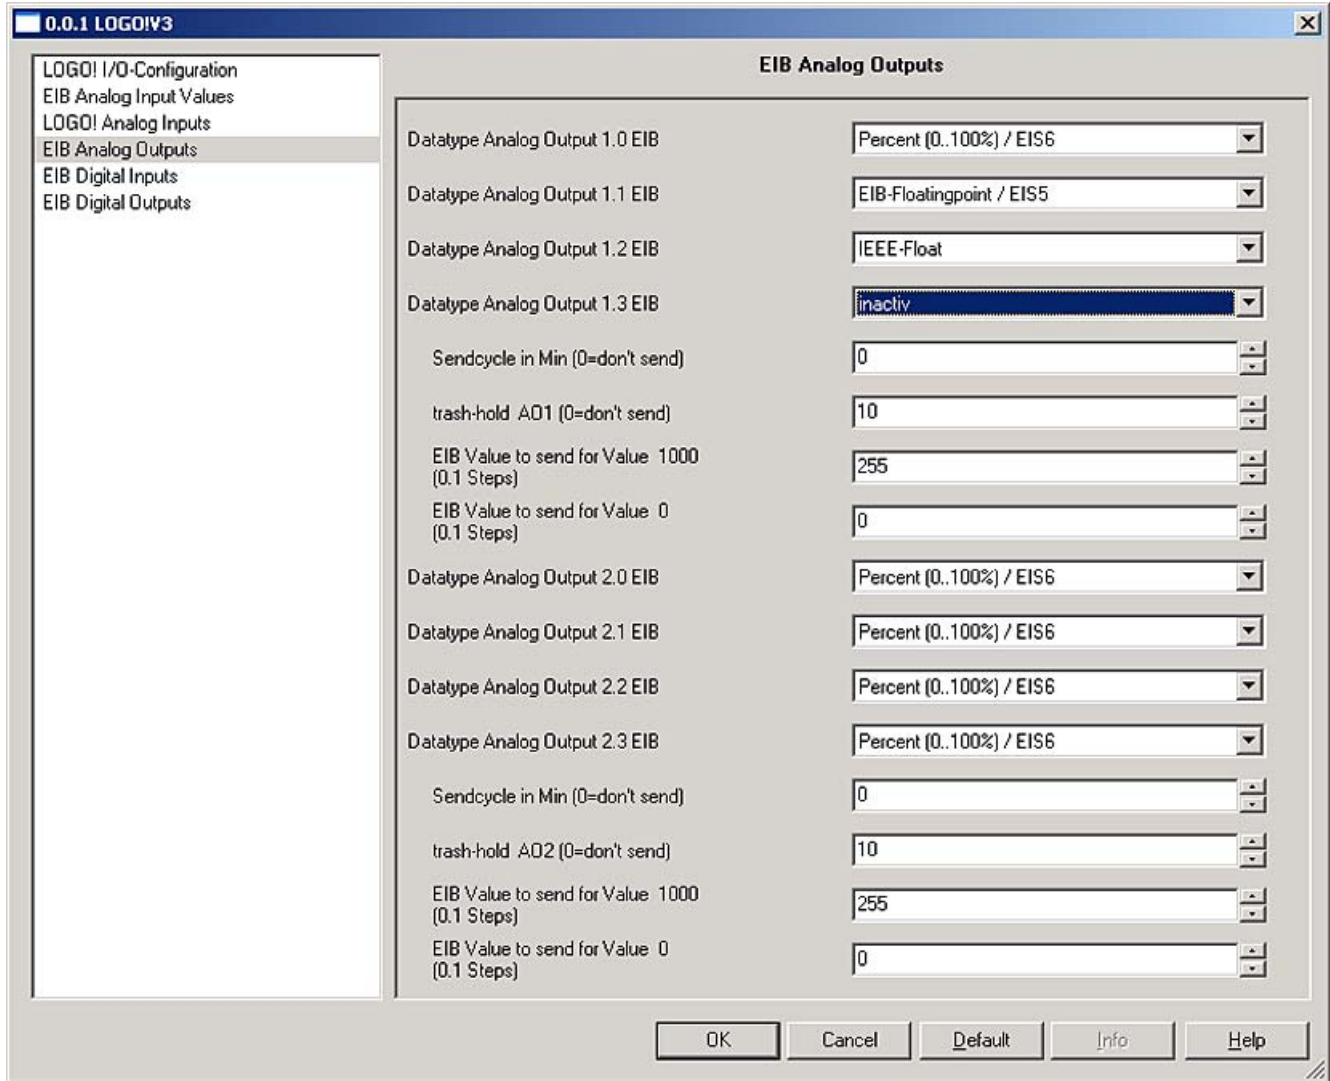 0.0.1 LOGO!V3
LOGO! I/O-Configuration
EIB Analog Input Values
LOGO! Analog Inputs
EIB Analog Outputs
EIB Digital Inputs
EIB Digital Outputs
EIB Analog Outputs
Datatype Analog Output 1.0 EIB Percent (0..100%) / EIS6
Datatype Analog Output 1.1 EIB EIB-Floatingpoint / EIS5
Datatype Analog Output 1.2 EIB IEEE-Float
Datatype Analog Output 1.3 EIB inactiv
Sendcycle in Min (0=don't send) 0
trash-hold AO1 (0=don't send) 10
EIB Value to send for Value 1000 255
(0.1 Steps)
EIB Value to send for Value 0 0
(0.1 Steps)
Datatype Analog Output 2.0 EIB Percent (0..100%) / EIS6
Datatype Analog Output 2.1 EIB Percent (0..100%) / EIS6
Datatype Analog Output 2.2 EIB Percent (0..100%) / EIS6
Datatype Analog Output 2.3 EIB Percent (0..100%) / EIS6
Sendcycle in Min (0=don't send) 0
trash-hold AO2 (0=don't send) 10
EIB Value to send for Value 1000 255
(0.1 Steps)
EIB Value to send for Value 0 0
(0.1 Steps)
OK Cancel Default Info Help